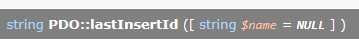 string PDO::lastInsertId ([ string $name = NULL ] )